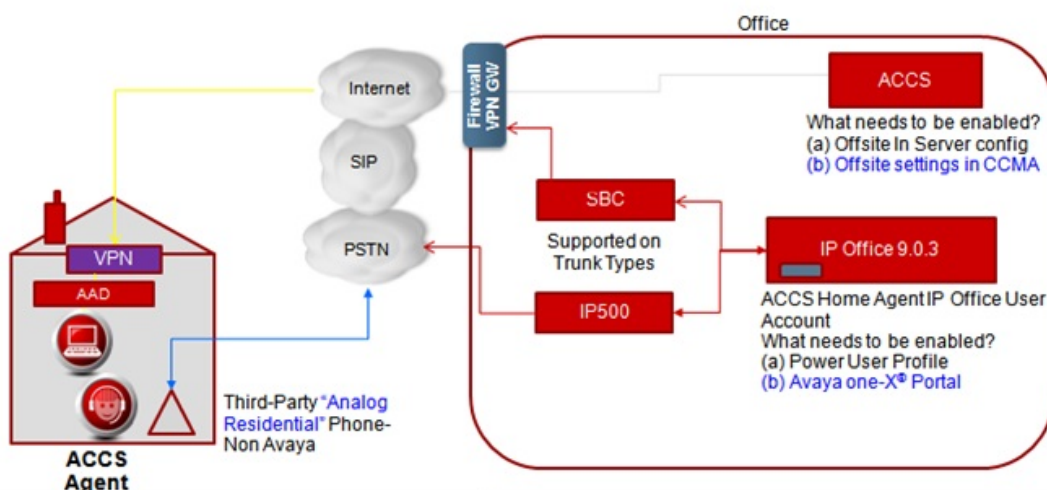 Office
Internet
SIP
PSTN
Firewall
VPN GW
ACCS
What needs to be enabled?
(a) Offsite In Server config
(b) Offsite settings in CCMA
SBC
Supported on
Trunk Types
IP500
IP Office 9.0.3
ACCS Home Agent IP Office User
Account
What needs to be enabled?
(a) Power User Profile
(b) Avaya one-X® Portal
VPN
AAD
Third-Party “Analog
Residential” Phone-
Non Avaya
ACCS
Agent